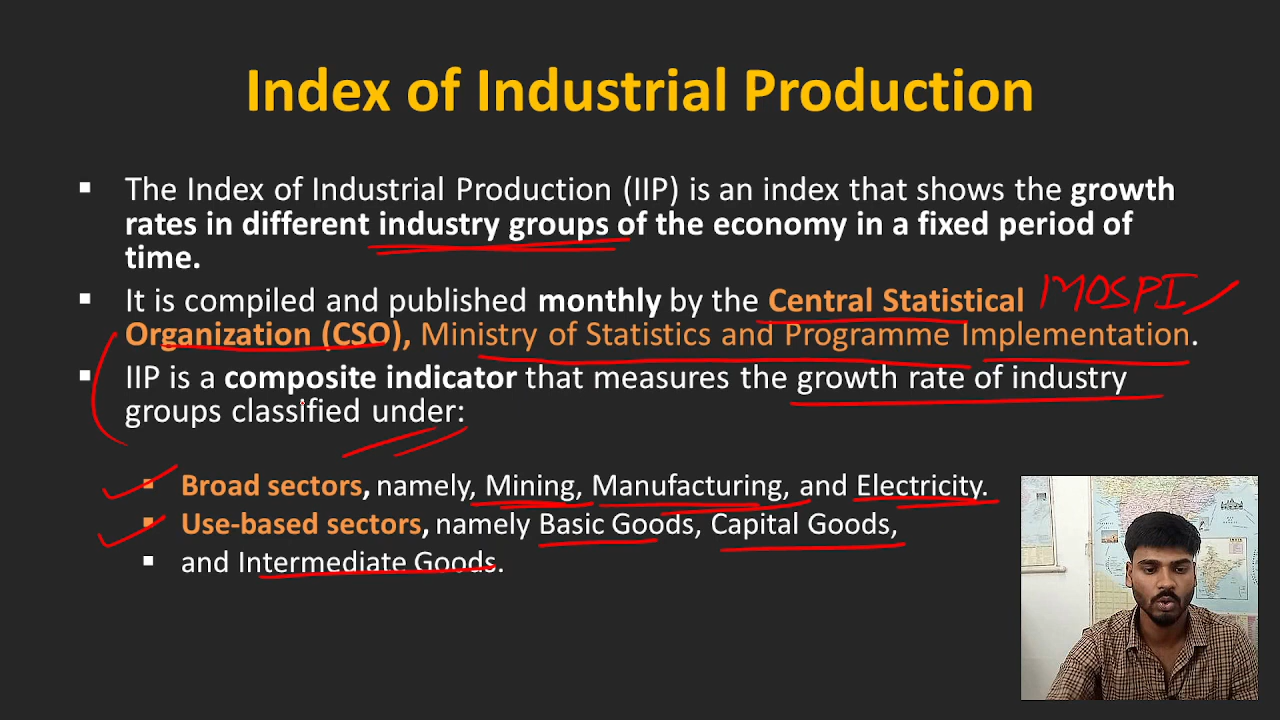 Index of Industrial Production
▪ The Index of Industrial Production (IIP) is an index that shows the growth
rates in different industry groups of the economy in a fixed period of
time.
▪ It is compiled and published monthly by the Central Statistical MOSPI
Organization (CSO), Ministry of Statistics and Programme Implementation.
▪ IIP is a composite indicator that measures the growth rate of industry
groups classified under:
▪ Broad sectors, namely, Mining, Manufacturing, and Electricity.
▪ Use-based sectors, namely Basic Goods, Capital Goods,
▪ and Intermediate Goods.